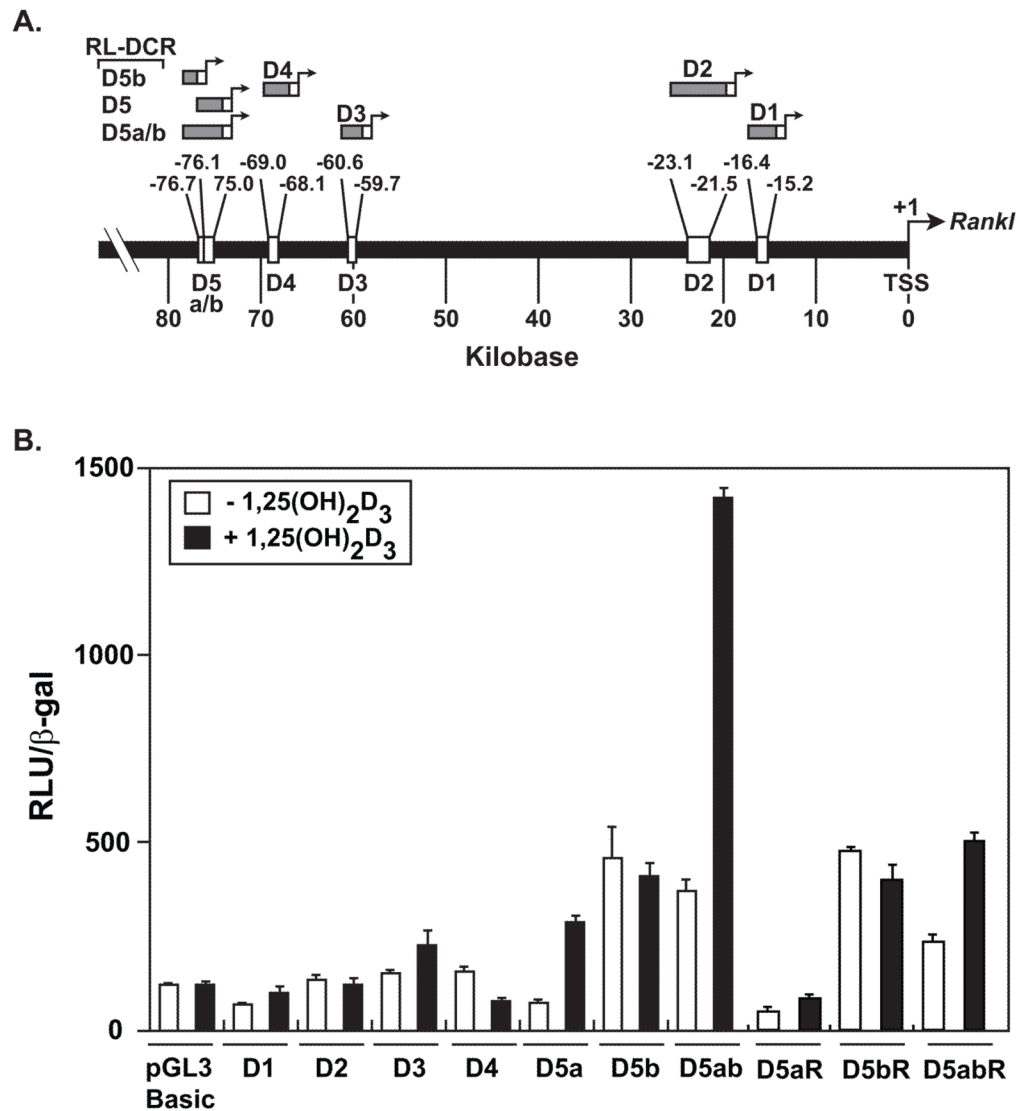 A.
RL-DCR
D5b
D5
D5a/b
D4
D3
D2
D1
-76.1 -69.0 -60.6 -23.1 -16.4
-76.7 75.0 -68.1 -59.7 -21.5 -15.2
+1 Rankl
D5 D4 D3 D2 D1 TSS
a/b
80 70 60 50 40 30 20 10 0
Kilobase
B.
1500
1000
500
0
RLU/β-gal
- 1,25(OH)2D3
+ 1,25(OH)2D3
pGL3 D1 D2 D3 D4 D5a D5b D5ab D5aR D5bR D5abR
Basic